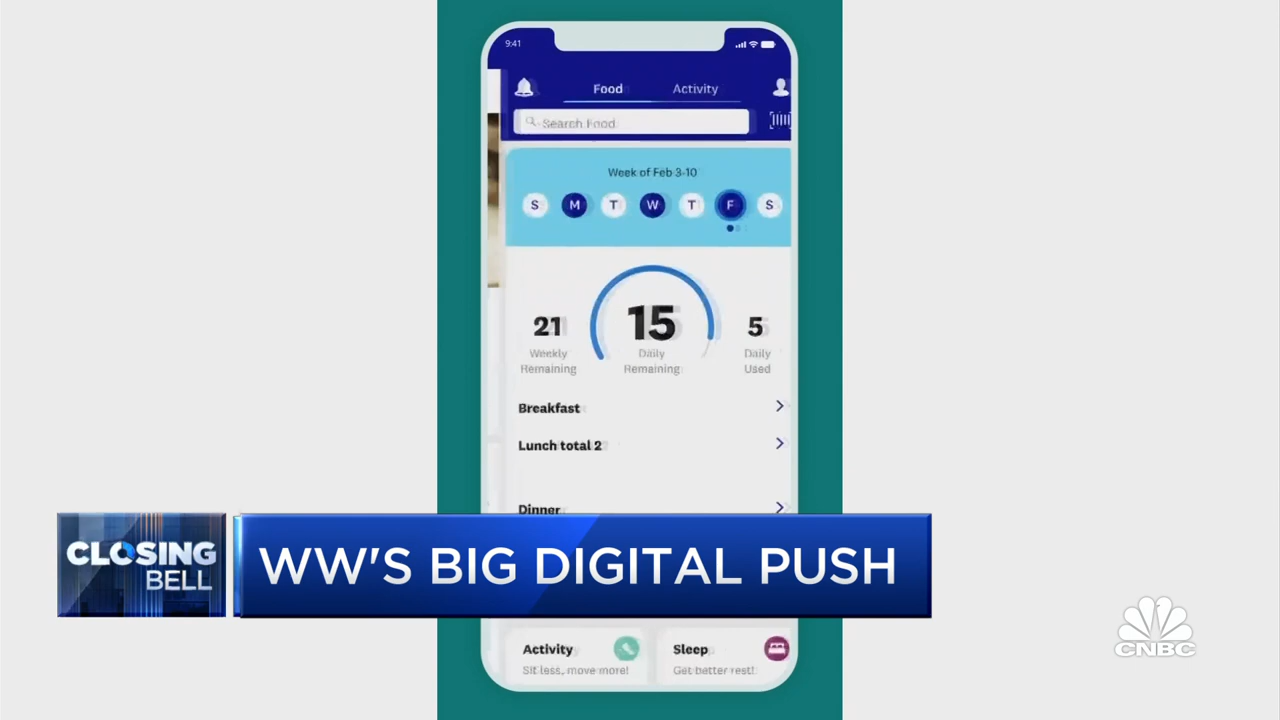 9:41
Food Activity
Search Food
Week of Feb 3-10
S M T W T F S
21 15 5
Weekly Daily Daily
Remaining Remaining Used
Breakfast
Lunch total 2
Dinner
CLOSING
BELL
WW'S BIG DIGITAL PUSH
Activity Sleep
Sit less, move more! Get better rest!
CNBC